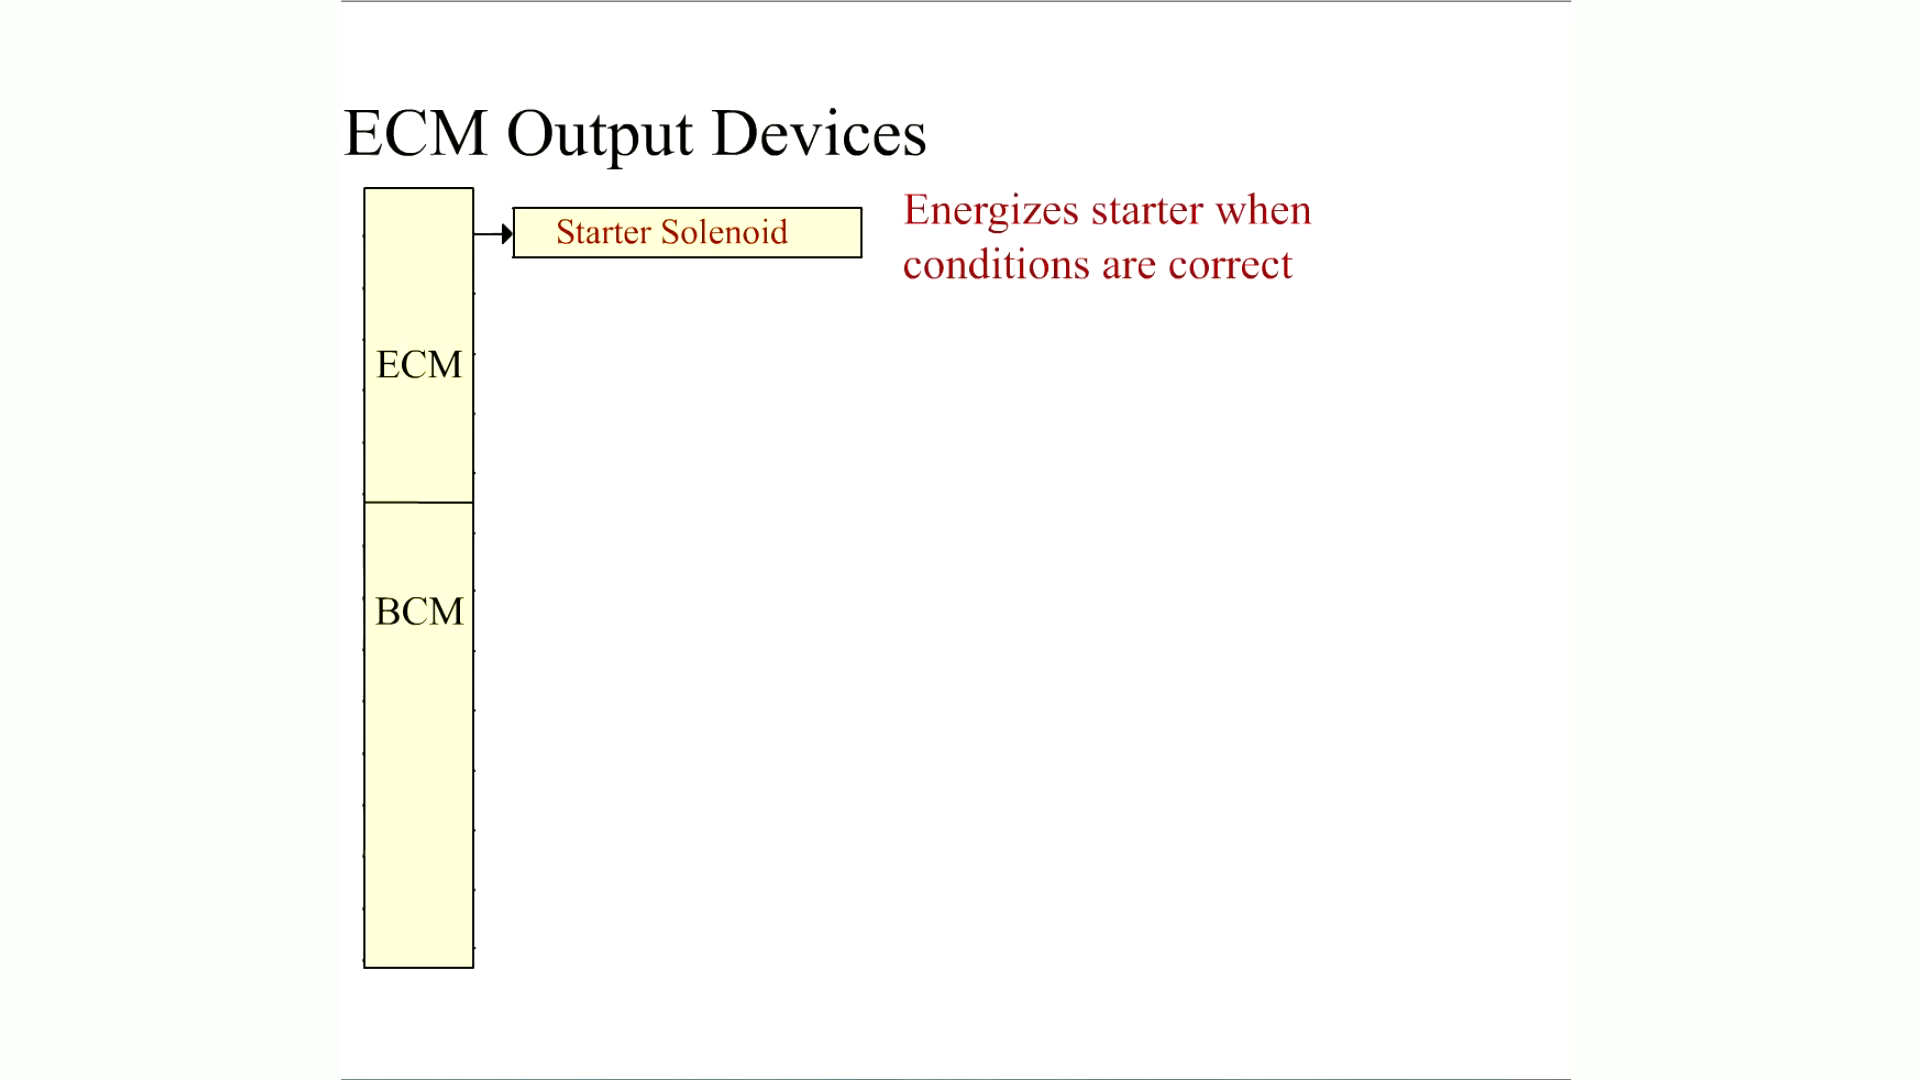 ECM Output Devices
Starter Solenoid
Energizes starter when
conditions are correct
ECM
BCM